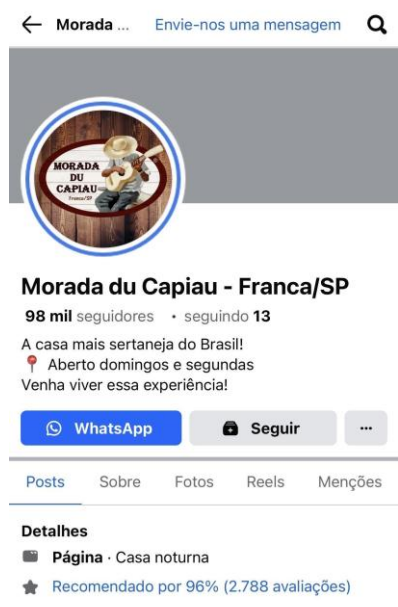 Morada ... Envie-nos uma mensagem
MORADA
DU
CAPIAU
Franca/SP
Morada du Capiau - Franca/SP
98 mil seguidores • seguindo 13
A casa mais sertaneja do Brasil!
📍 Aberto domingos e segundas
Venha viver essa experiência!
WhatsApp Seguir ...
Posts Sobre Fotos Reels Menções
Detalhes
Página · Casa noturna
Recomendado por 96% (2.788 avaliações)